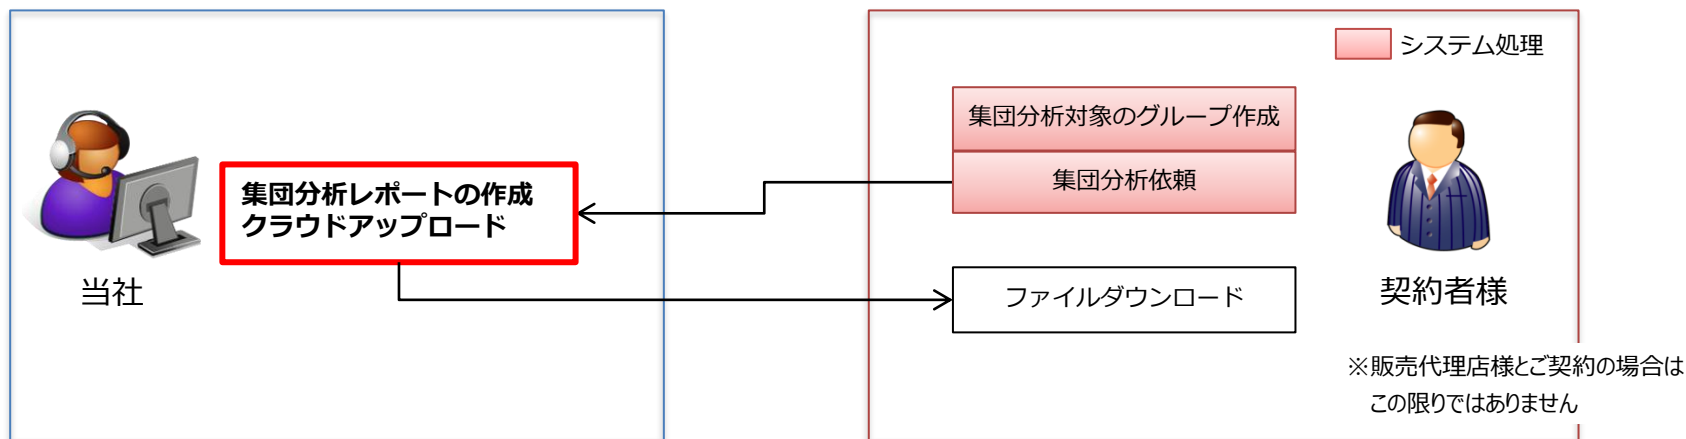 システム処理
集団分析対象のグループ作成
集団分析依頼
集団分析レポートの作成
クラウドアップロード
当社
ファイルダウンロード
契約者様
※販売代理店様とご契約の場合は
この限りではありません